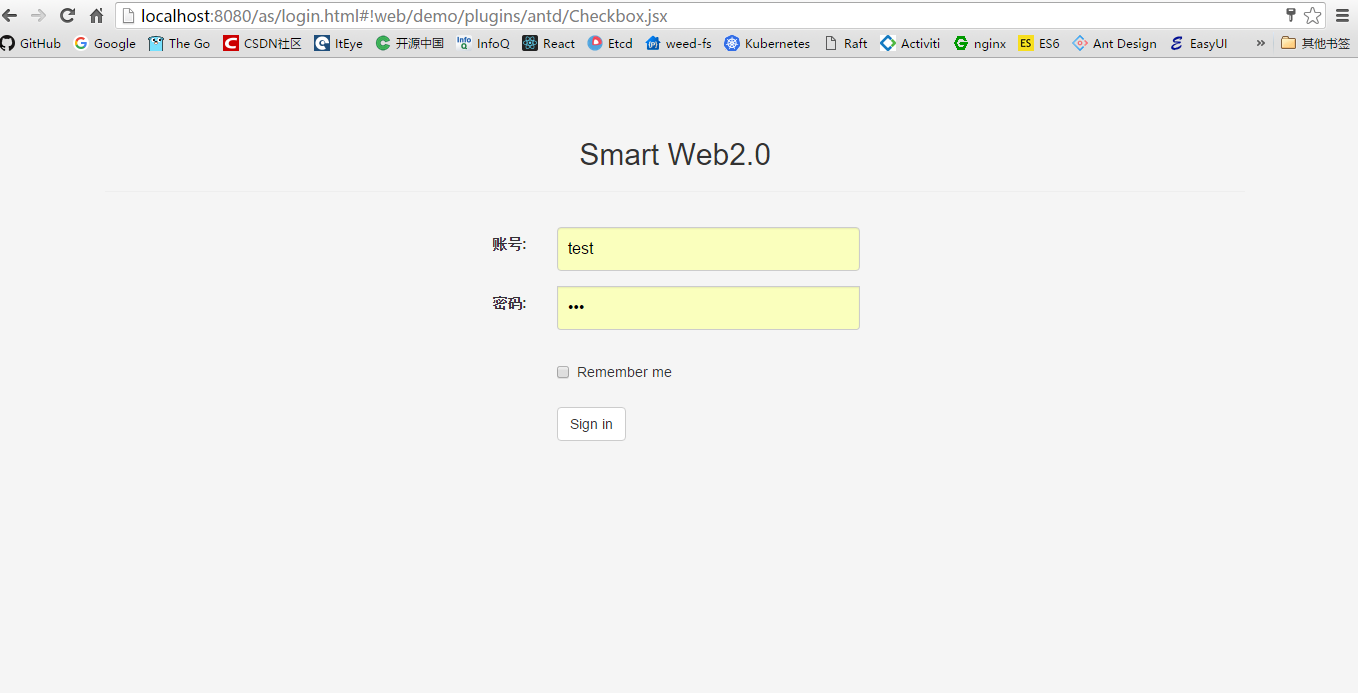 localhost:8080/as/login.html#!web/demo/plugins/antd/Checkbox.jsx
GitHub Google The Go CSDN社区 ItEye 开源中国 InfoQ React Etcd weed-fs Kubernetes Raft Activiti nginx ES6 Ant Design EasyUI » 其他书签
Smart Web2.0
账号: test
密码: •••
Remember me
Sign in